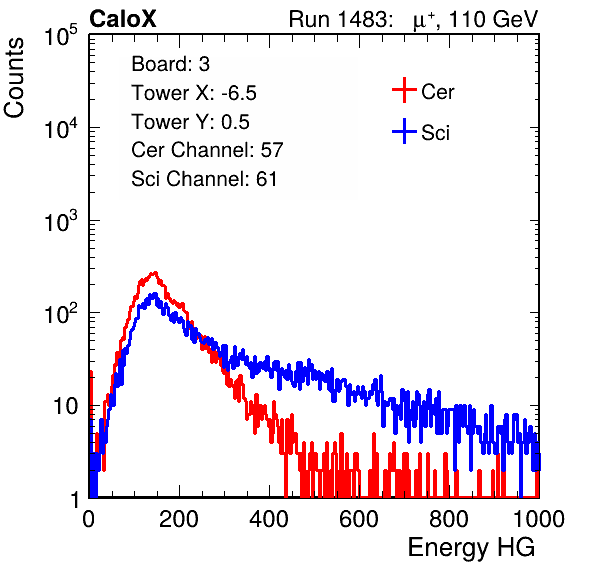 CaloX Run 1483: μ⁺, 110 GeV
Counts
10⁵
10⁴
10³
10²
10
1
Board: 3
Tower X: -6.5
Tower Y: 0.5
Cer Channel: 57
Sci Channel: 61
Cer
Sci
0 200 400 600 800 1000
Energy HG